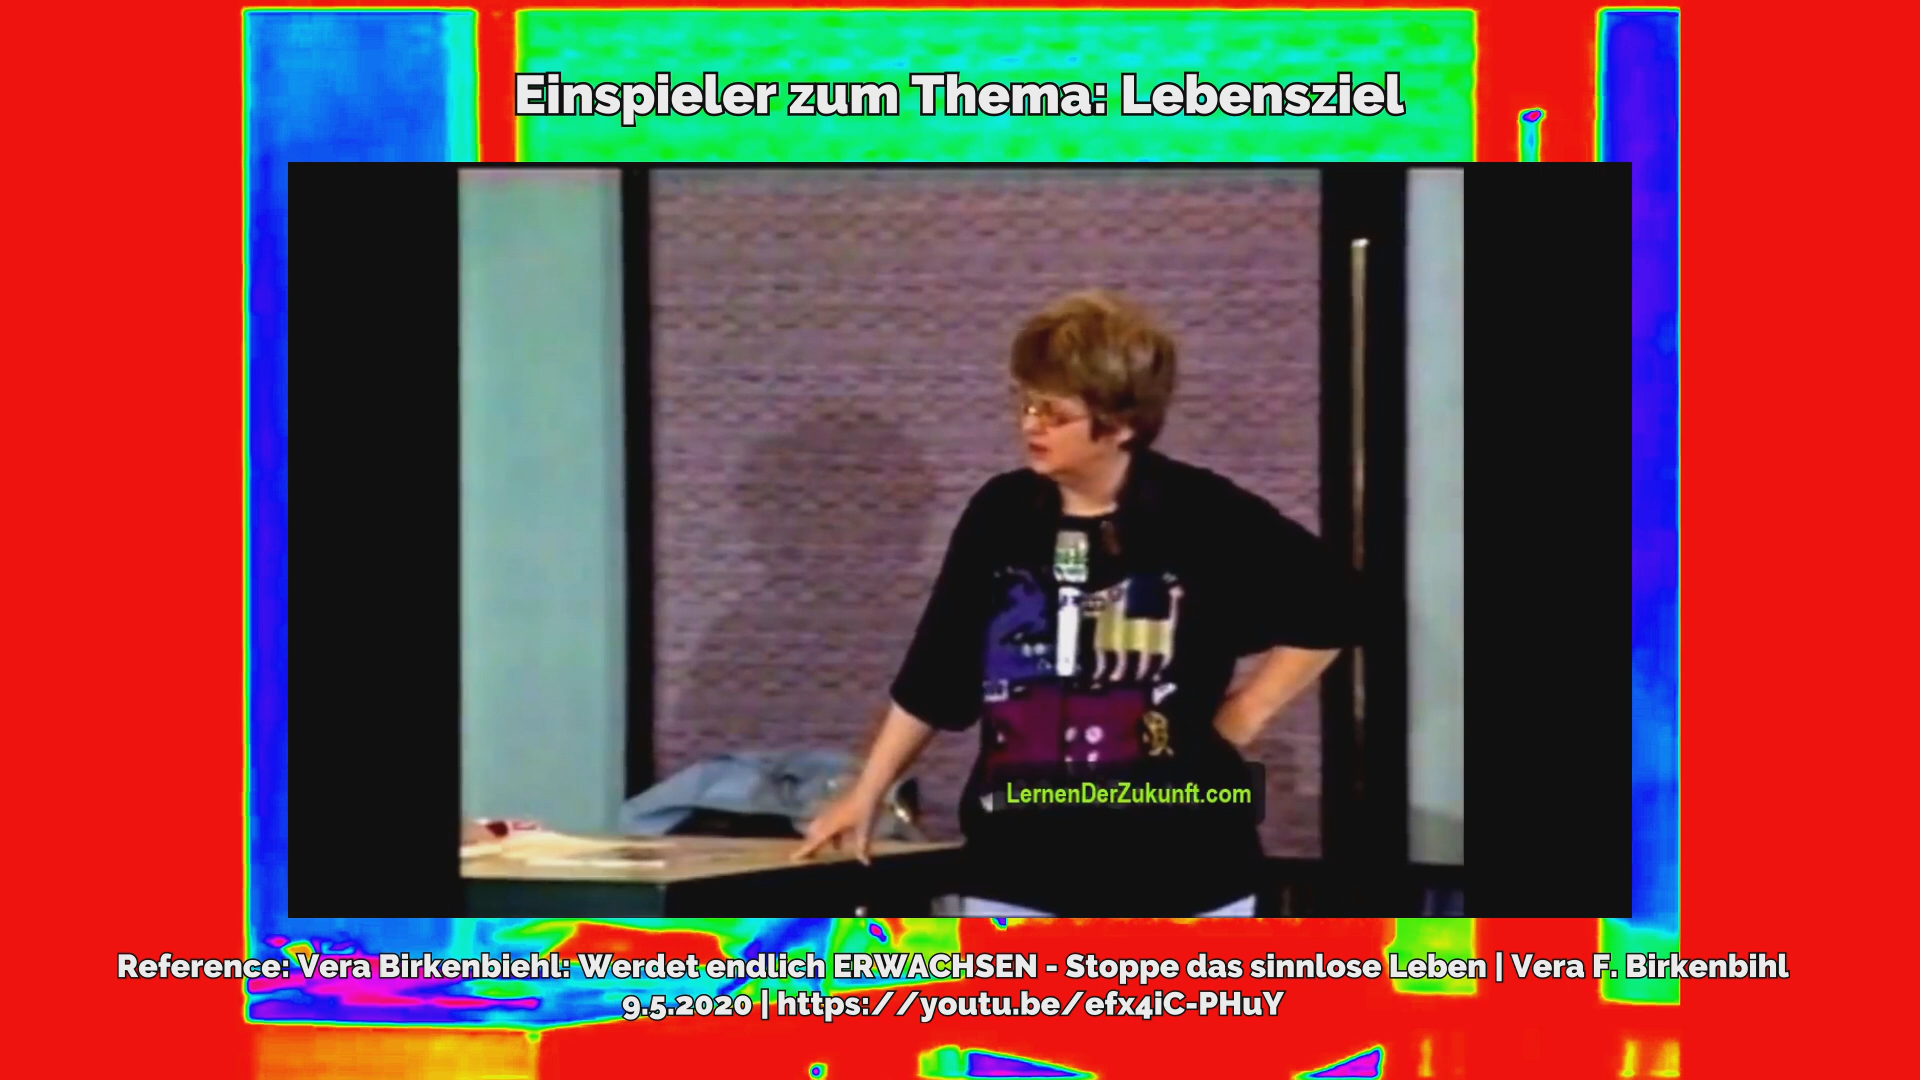 Einspieler zum Thema: Lebensziel
LernenDerZukunft.com
Reference: Vera Birkenbiehl: Werdet endlich ERWACHSEN - Stoppe das sinnlose Leben | Vera F. Birkenbihl
9.5.2020 | https://youtu.be/efx4iC-PHuY